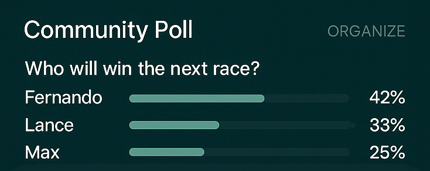 Community Poll ORGANIZE
Who will win the next race?
Fernando 42%
Lance 33%
Max 25%